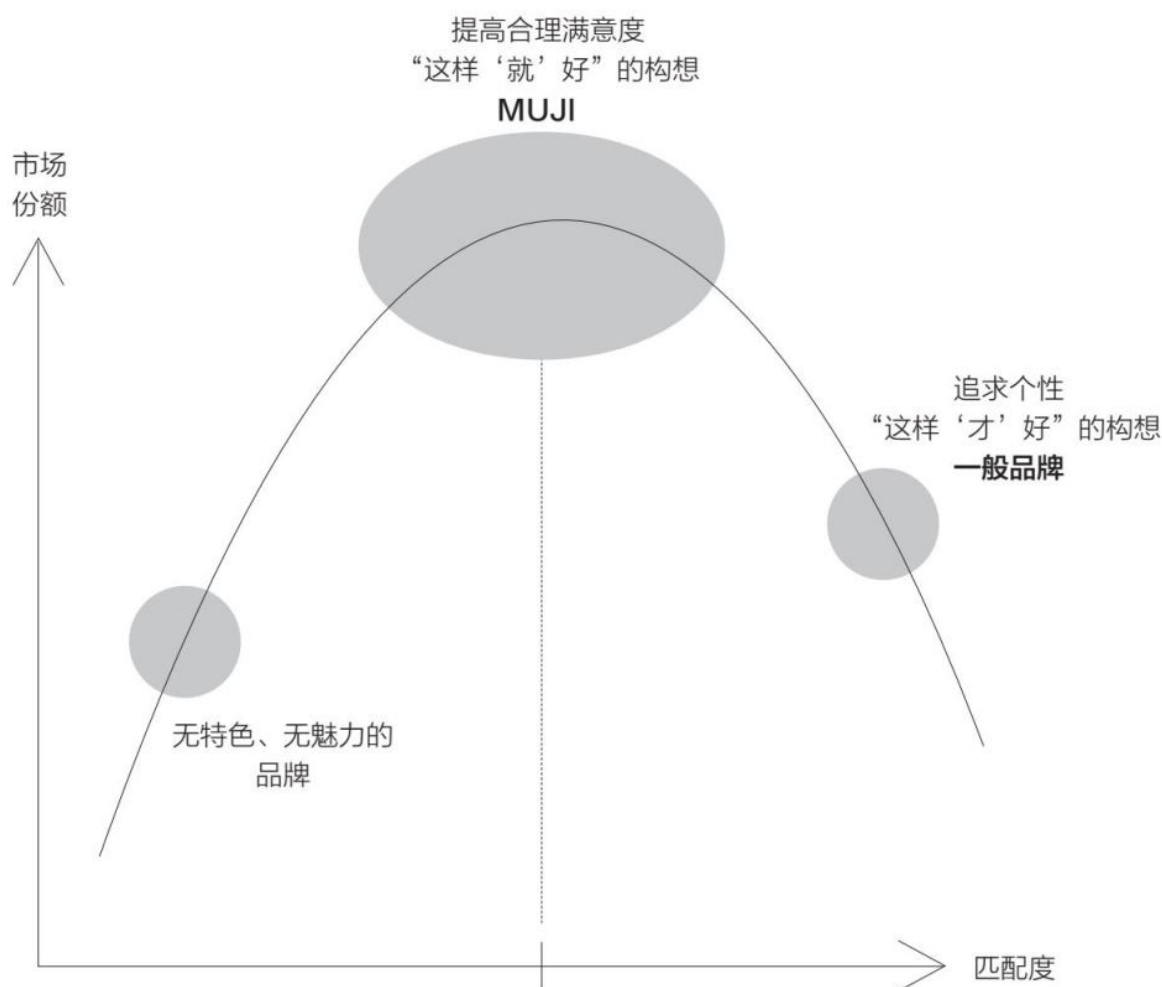 提高合理满意度
“这样‘就’好”的构想
MUJI
市场
份额
追求个性
“这样‘才’好”的构想
一般品牌
无特色、无魅力的
品牌
匹配度